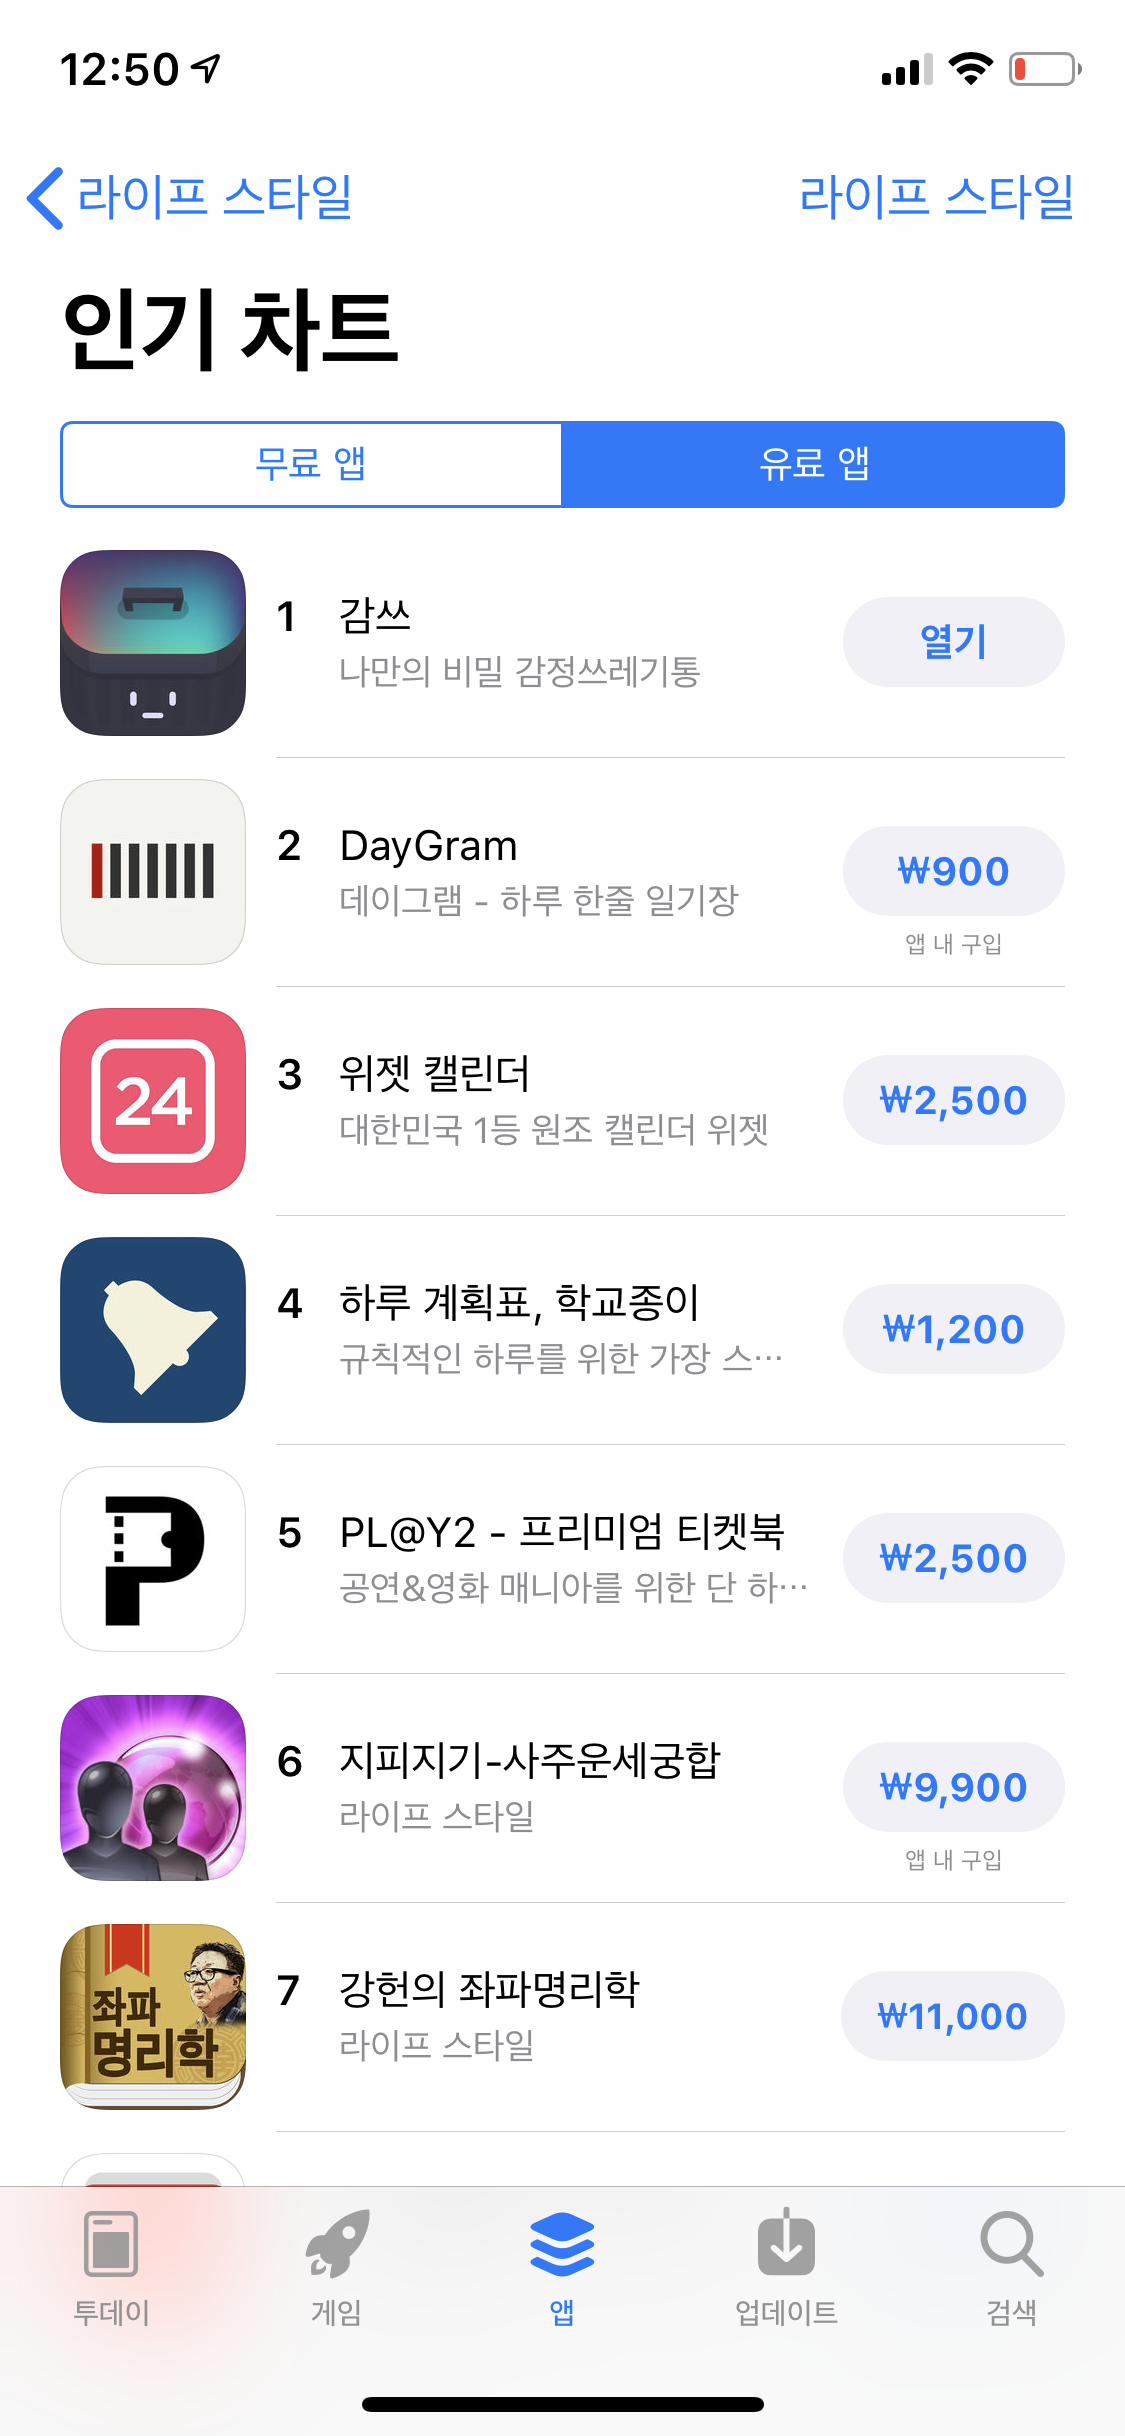 12:50
라이프 스타일
라이프 스타일
인기 차트
무료 앱
유료 앱
1 감쓰
나만의 비밀 감정쓰레기통
열기
2 DayGram
데이그램 - 하루 한줄 일기장
₩900
앱 내 구입
24
3 위젯 캘린더
대한민국 1등 원조 캘린더 위젯
₩2,500
4 하루 계획표, 학교종이
규칙적인 하루를 위한 가장 스…
₩1,200
P
5 PL@Y2 - 프리미엄 티켓북
공연&영화 매니아를 위한 단 하…
₩2,500
6 지피지기-사주운세궁합
라이프 스타일
₩9,900
앱 내 구입
좌파
명리학
7 강헌의 좌파명리학
라이프 스타일
₩11,000
투데이
게임
앱
업데이트
검색